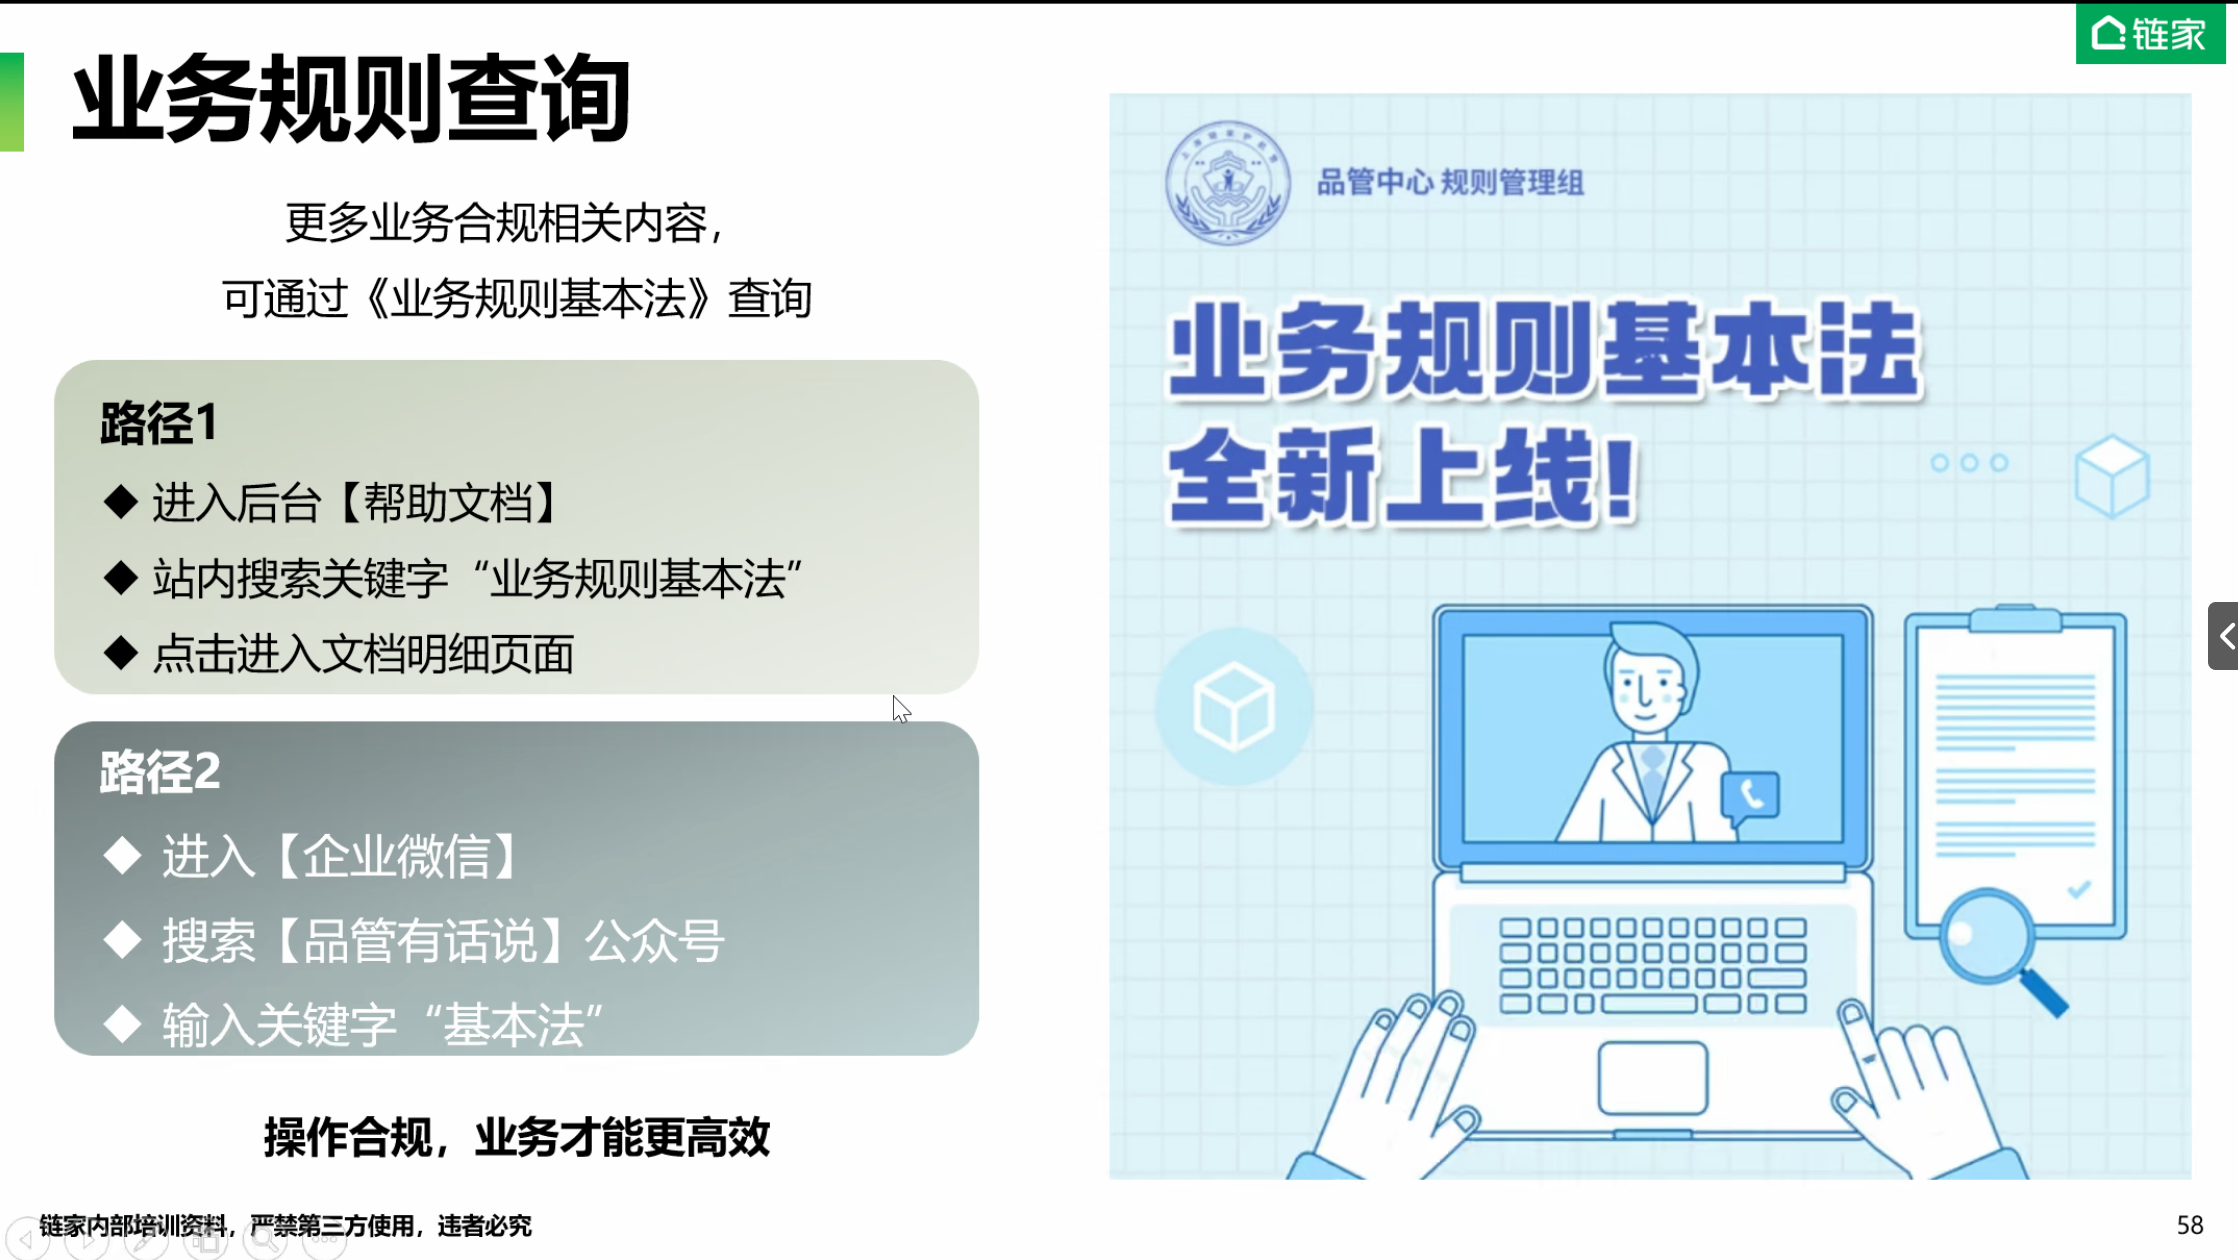 链家
业务规则查询
更多业务合规相关内容，
可通过《业务规则基本法》查询
路径1
◆ 进入后台【帮助文档】
◆ 站内搜索关键字“业务规则基本法”
◆ 点击进入文档明细页面
路径2
◆ 进入【企业微信】
◆ 搜索【品管有话说】公众号
◆ 输入关键字“基本法”
操作合规，业务才能更高效
品管中心 规则管理组
业务规则基本法
全新上线！
链家内部培训资料，严禁第三方使用，违者必究
58